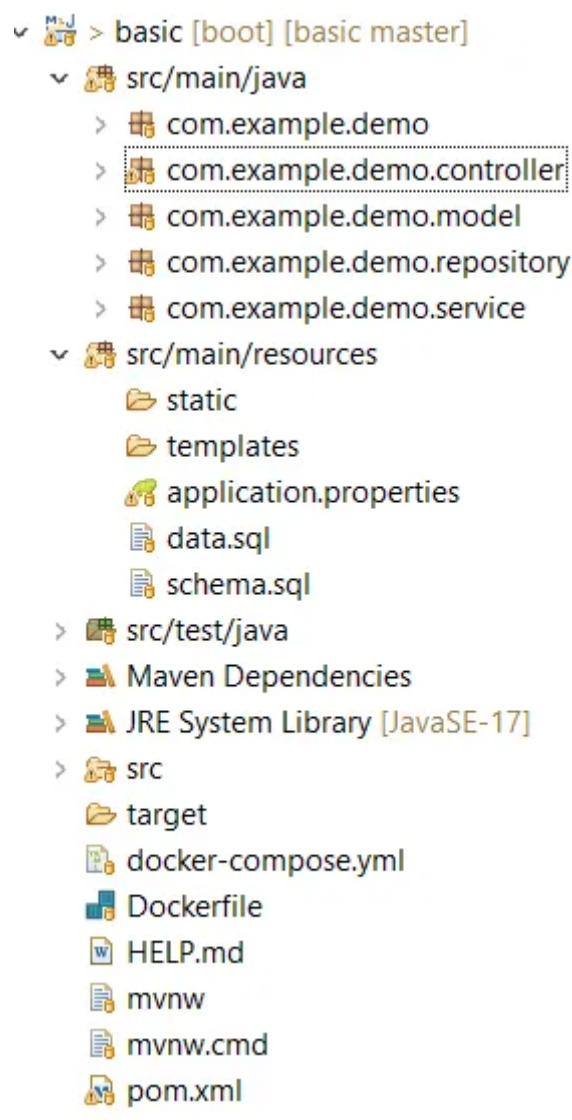 > basic [boot] [basic master]
src/main/java
com.example.demo
com.example.demo.controller
com.example.demo.model
com.example.demo.repository
com.example.demo.service
src/main/resources
static
templates
application.properties
data.sql
schema.sql
src/test/java
Maven Dependencies
JRE System Library [JavaSE-17]
src
target
docker-compose.yml
Dockerfile
HELP.md
mvnw
mvnw.cmd
pom.xml